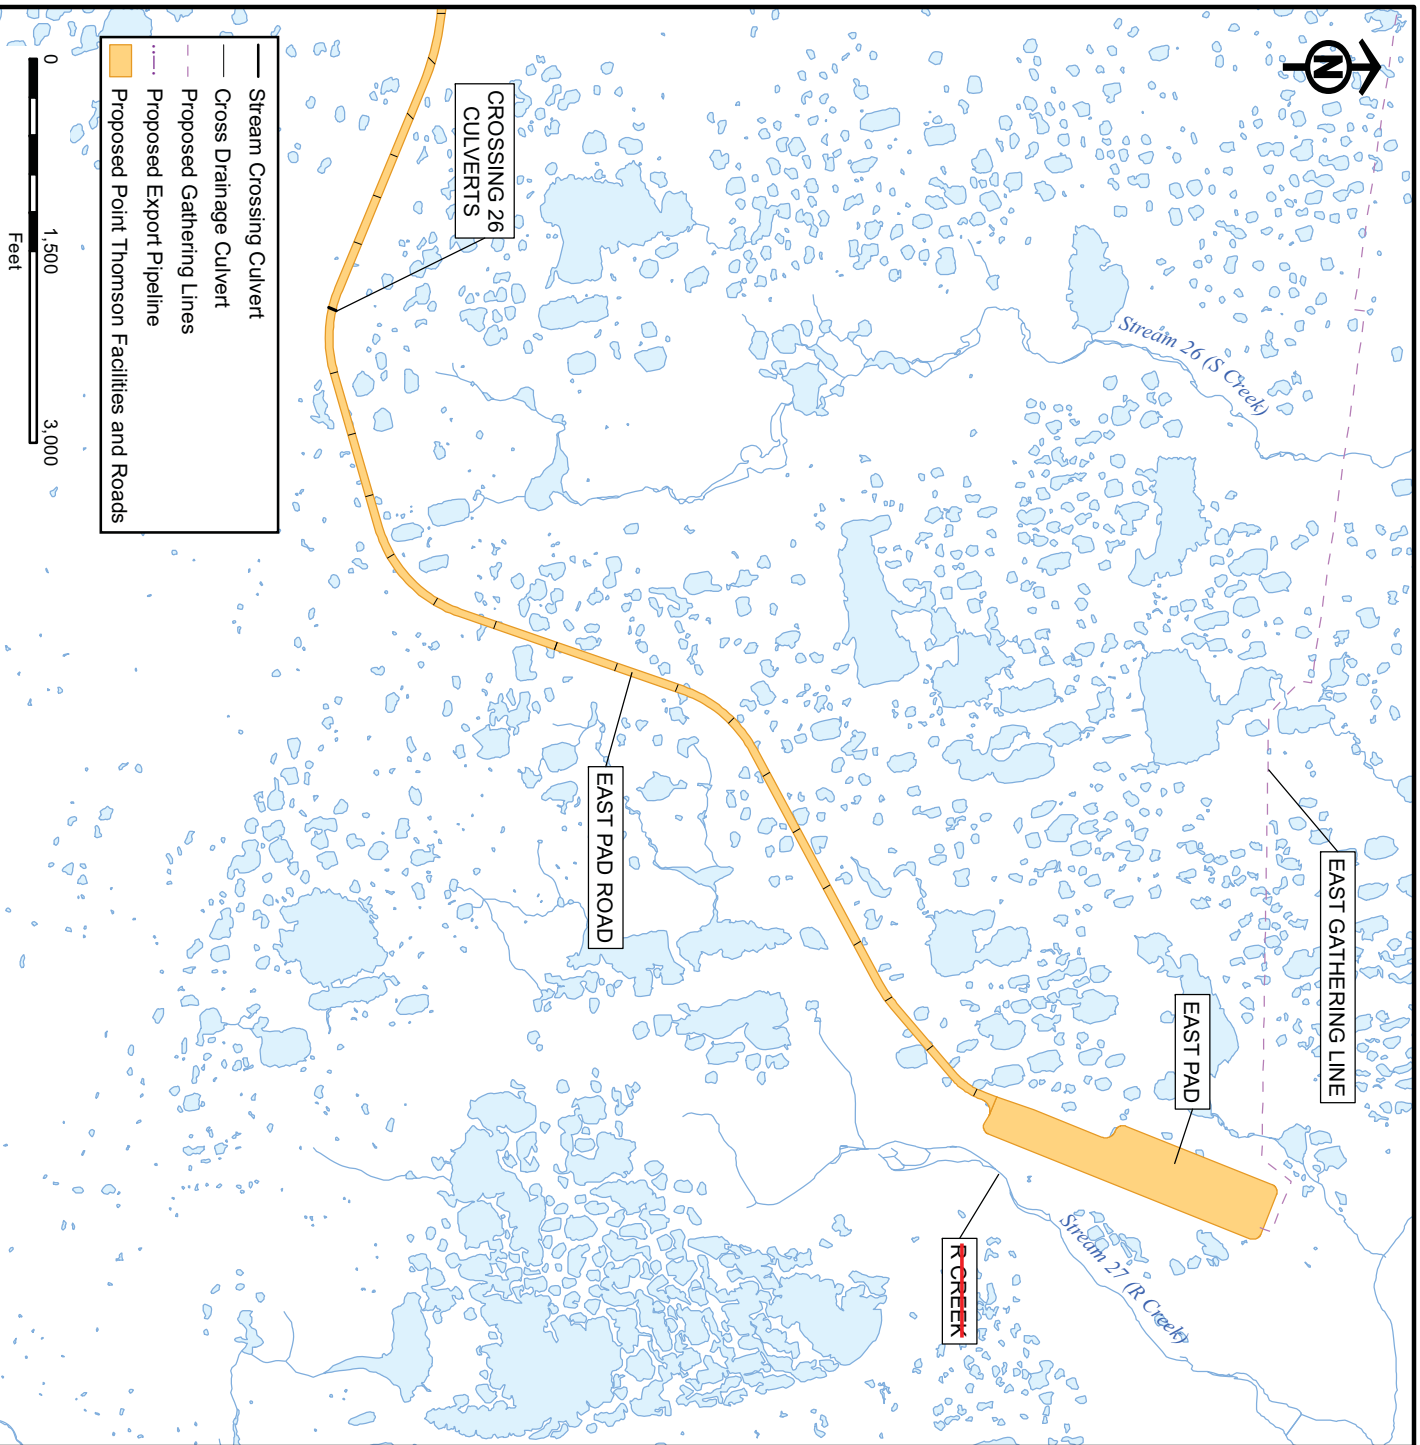 N
EAST GATHERING LINE
Stream 26 (S Creek)
EAST PAD
Stream 27 (R Creek)
R CREEK
EAST PAD ROAD
CROSSING 26
CULVERTS
Stream Crossing Culvert
Cross Drainage Culvert
Proposed Gathering Lines
Proposed Export Pipeline
Proposed Point Thomson Facilities and Roads
0 1,500 3,000
Feet